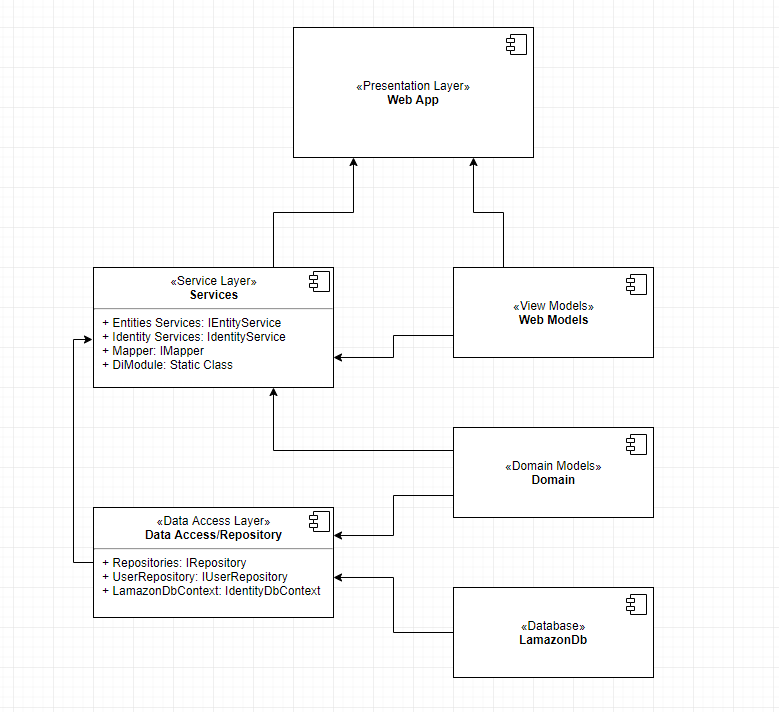 «Presentation Layer»
Web App
«Service Layer»
Services
+ Entities Services: IEntityService
+ Identity Services: IdentityService
+ Mapper: IMapper
+ DiModule: Static Class
«View Models»
Web Models
«Domain Models»
Domain
«Data Access Layer»
Data Access/Repository
+ Repositories: IRepository
+ UserRepository: IUserRepository
+ LamazonDbContext: IdentityDbContext
«Database»
LamazonDb